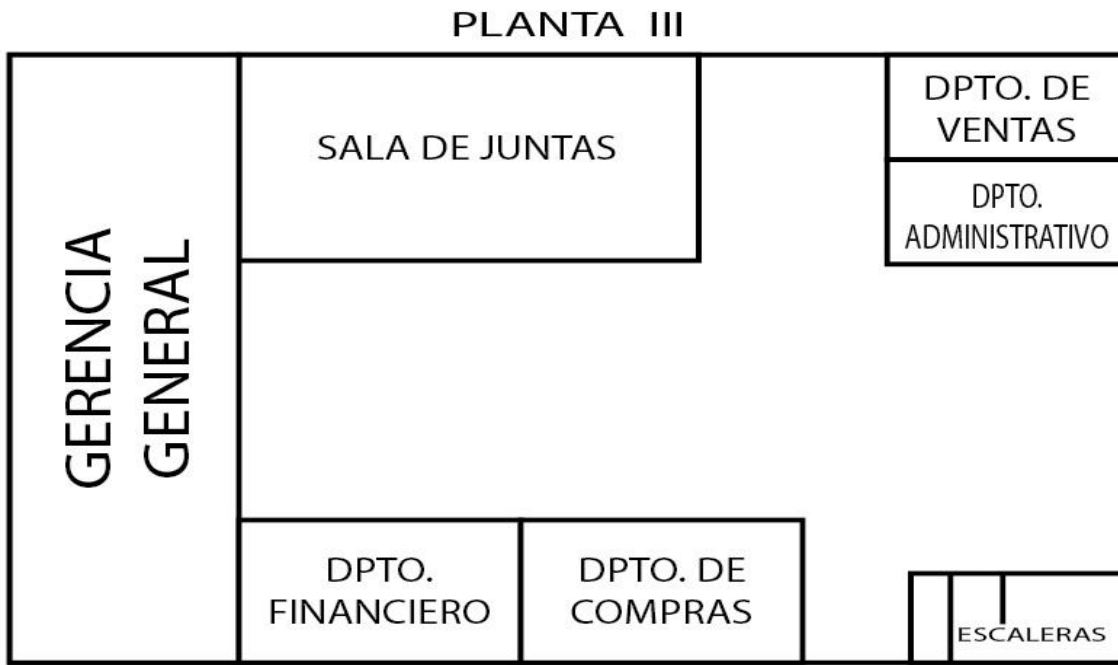 PLANTA III
GERENCIA
GENERAL
SALA DE JUNTAS
DPTO. DE
VENTAS
DPTO.
ADMINISTRATIVO
DPTO.
FINANCIERO
DPTO. DE
COMPRAS
ESCALERAS